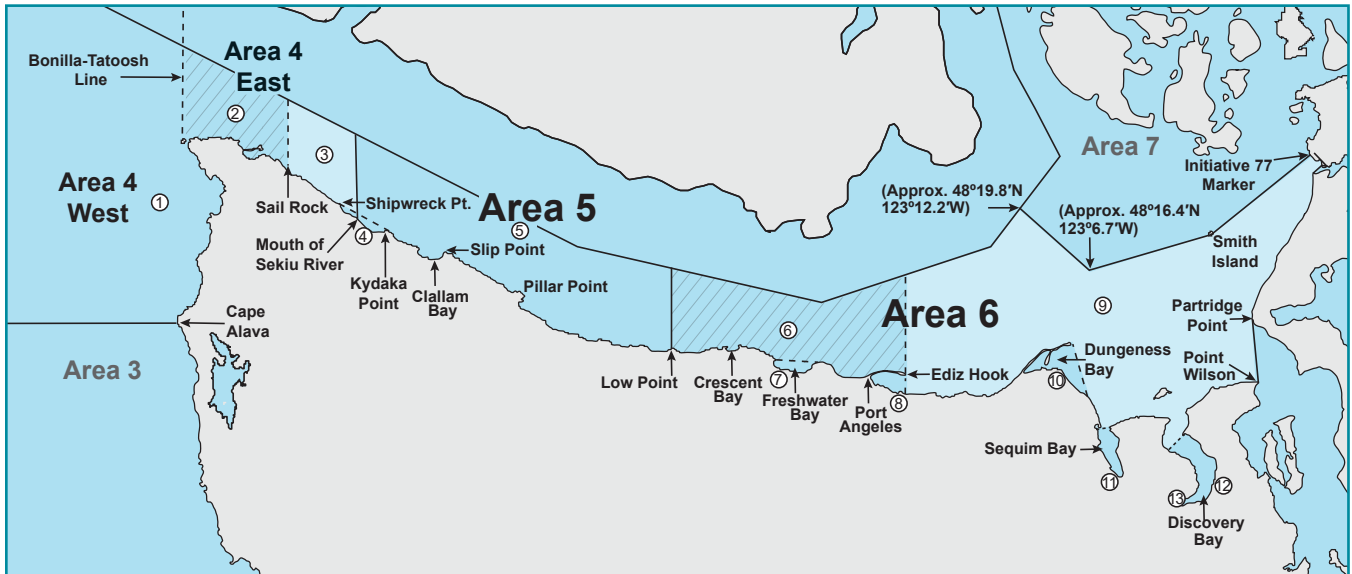 Bonilla-Tatoosh
Line
Area 4
East
②
③
Area 4
West
①
Sail Rock
Shipwreck Pt.
Mouth of
Sekiu River
④
Kydaka
Point
Area 5
⑤
Slip Point
Clallam
Bay
Pillar Point
Cape
Alava
Area 3
Low Point
Crescent
Bay
⑥
⑦
Freshwater
Bay
Port
Angeles
⑧
Ediz Hook
Area 6
(Approx. 48º19.8′N
123º12.2′W)
Area 7
(Approx. 48º16.4′N
123º6.7′W)
Initiative 77
Marker
Smith
Island
⑨
Partridge
Point
Point
Wilson
Dungeness
Bay
⑩
Sequim Bay
⑪
⑬
⑫
Discovery
Bay